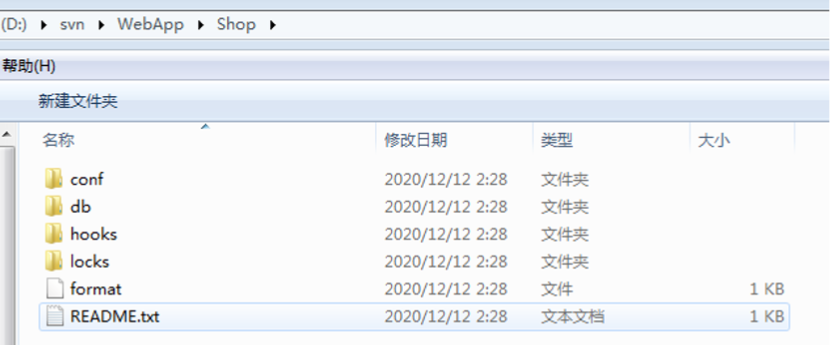 (D:) svn WebApp Shop
帮助(H)
新建文件夹
名称 修改日期 类型 大小
conf 2020/12/12 2:28 文件夹
db 2020/12/12 2:28 文件夹
hooks 2020/12/12 2:28 文件夹
locks 2020/12/12 2:28 文件夹
format 2020/12/12 2:28 文件 1 KB
README.txt 2020/12/12 2:28 文本文档 1 KB